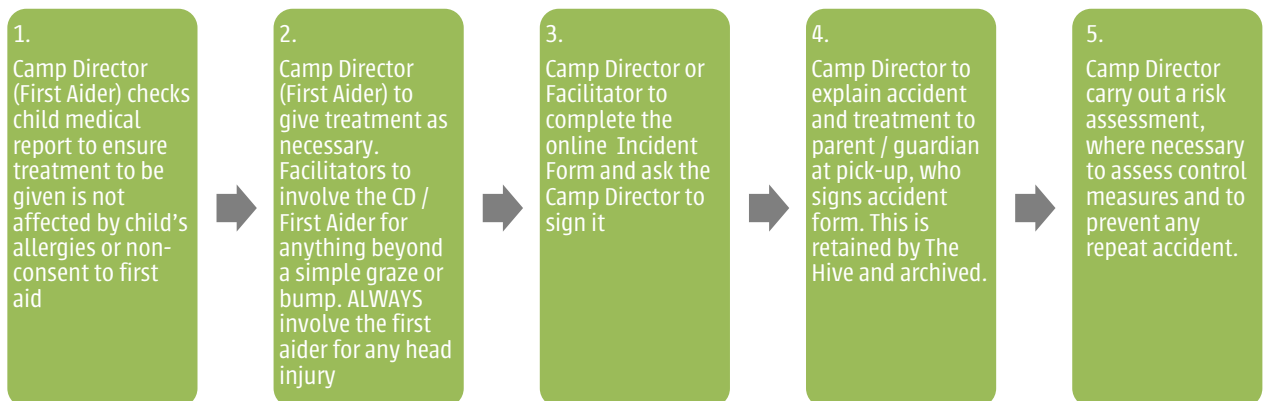 1.
Camp Director
(First Aider) checks
child medical
report to ensure
treatment to be
given is not
affected by child's
allergies or non-
consent to first
aid
2.
Camp Director
(First Aider) to
give treatment as
necessary.
Facilitators to
involve the CD /
First Aider for
anything beyond
a simple graze or
bump. ALWAYS
involve the first
aider for any head
injury
3.
Camp Director or
Facilitator to
complete the
online  Incident
Form and ask the
Camp Director to
sign it
4.
Camp Director to
explain accident
and treatment to
parent / guardian
at pick-up, who
signs accident
form. This is
retained by The
Hive and archived.
5.
Camp Director
carry out a risk
assessment,
where necessary
to assess control
measures and to
prevent any
repeat accident.